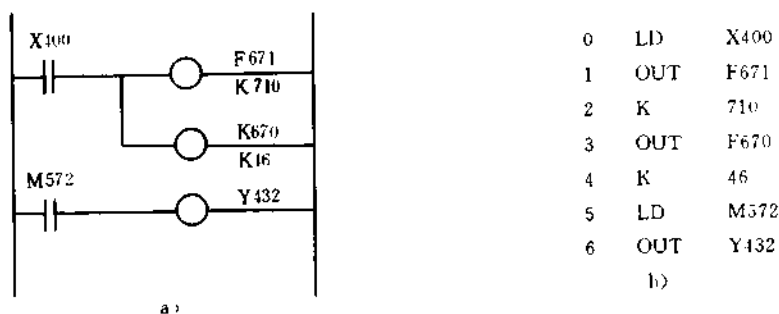 X400
F671
K710
K670
K46
M572
Y432
a)
0 LD X400
1 OUT F671
2 K 710
3 OUT F670
4 K 46
5 LD M572
6 OUT Y432
b)